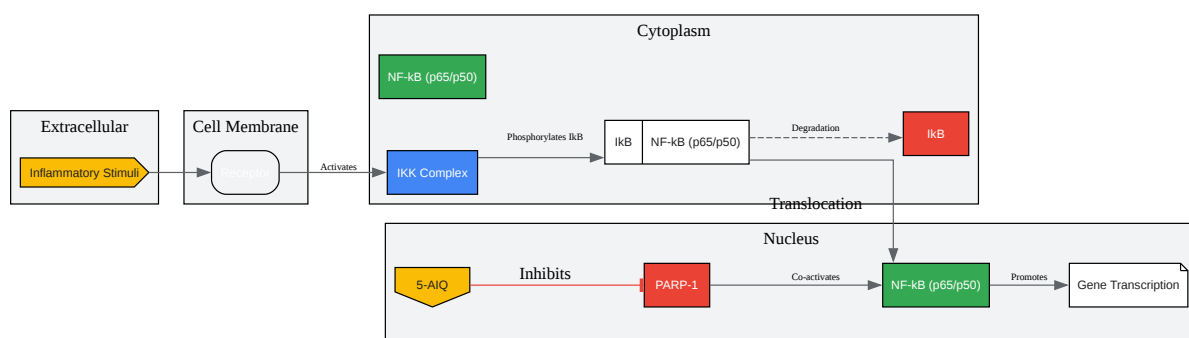 Cytoplasm
NF-kB (p65/p50)
Extracellular
Cell Membrane
Inflammatory Stimuli
Receptor
Activates
IKK Complex
Phosphorylates IkB
IkB
NF-kB (p65/p50)
Degradation
IkB
Translocation
Nucleus
5-AIQ
Inhibits
PARP-1
Co-activates
NF-kB (p65/p50)
Promotes
Gene Transcription